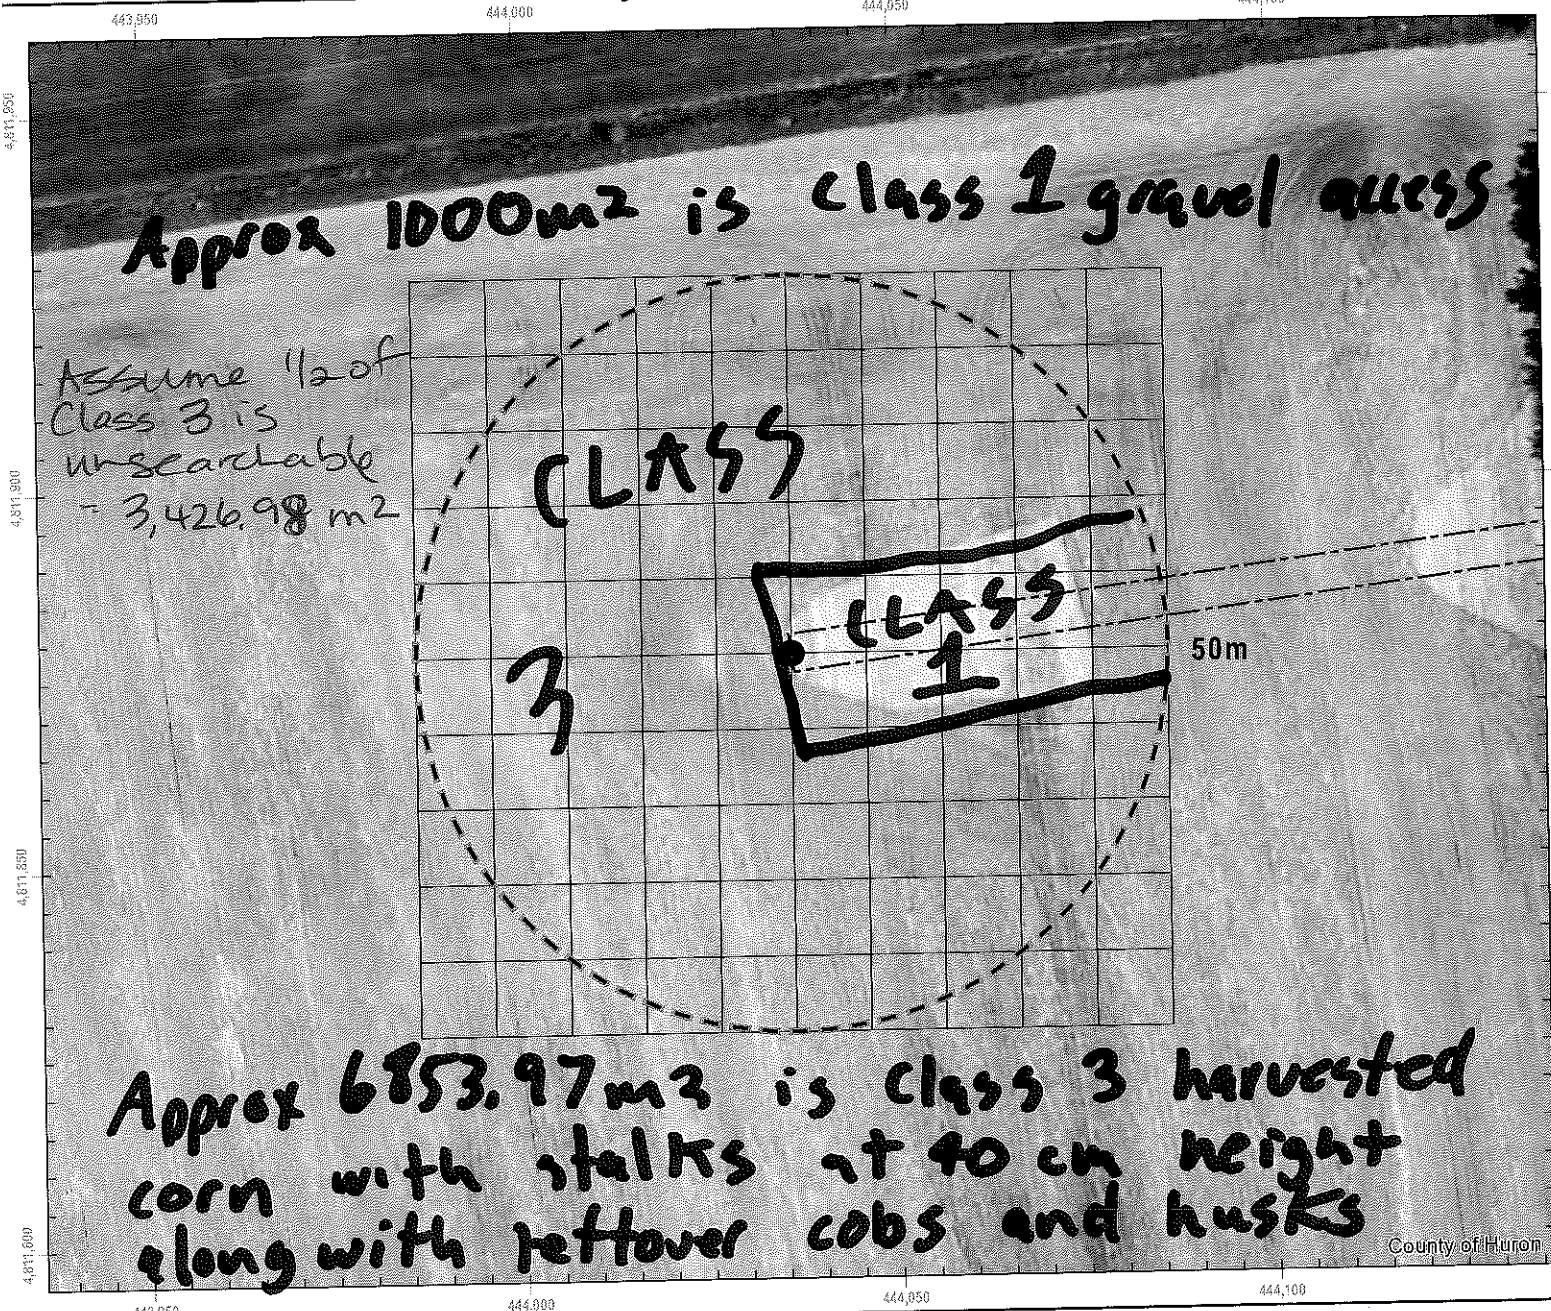 443,950 444,000 444,050
4,811,950
Approx 1000m² is class 1 gravel access
Assume 1/2 of
Class 3 is
unsearchable
- 3,426.98 m²
CLASS
3
CLASS
1
4,811,900
50m
4,811,850
Approx 6853.97m2 is Class 3 harvested
corn with stalks at 40 cm height
along with leftover cobs and husks
County of Huron
4,811,800
444,000 444,050 444,100